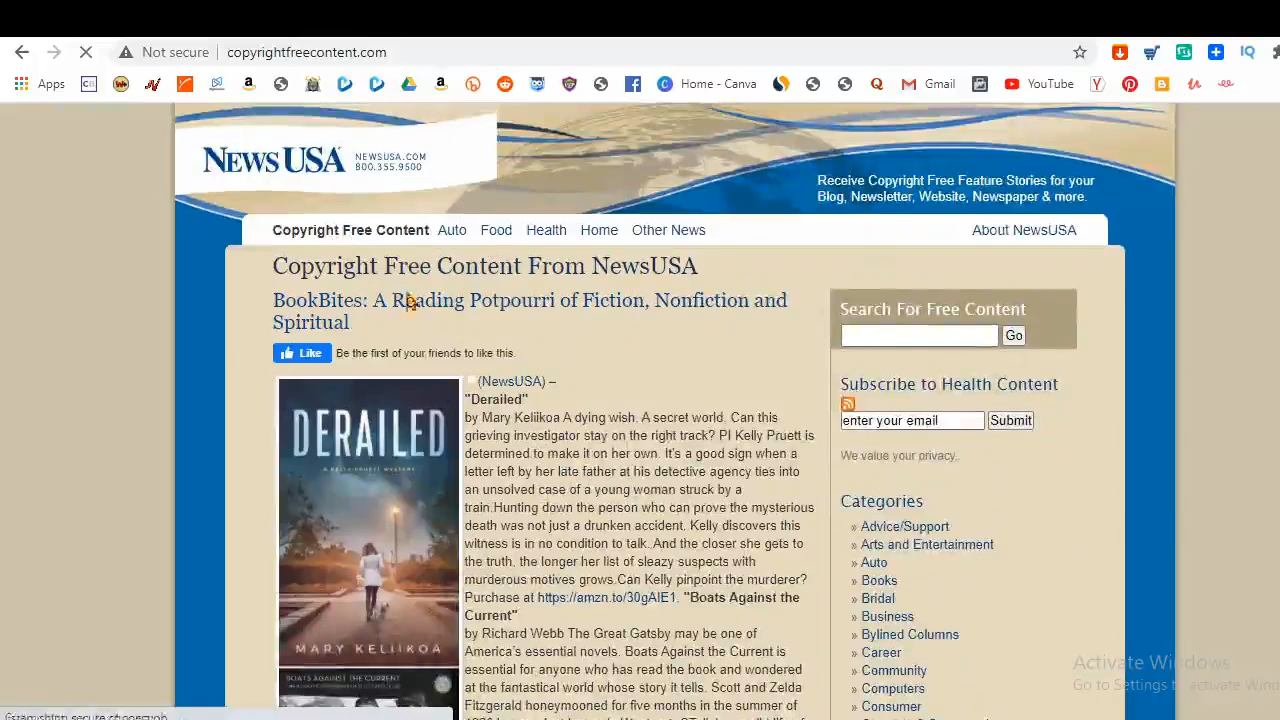 Not secure
copyrightfreecontent.com
Apps
Home - Canva
Gmail
YouTube
NEWS USA
NEWSUSA.COM
800.355.9500
Receive Copyright Free Feature Stories for your
Blog, Newsletter, Website, Newspaper & more.
Copyright Free Content
Auto
Food
Health
Home
Other News
About NewsUSA
Copyright Free Content From NewsUSA
BookBites: A Reading Potpourri of Fiction, Nonfiction and
Spiritual
Like
Be the first of your friends to like this.
DERAILED
A KELLY PRUETT MYSTERY
MARY KELIIKOA
BOATS AGAINST THE CURRENT
(NewsUSA) –
"Derailed"
by Mary Keliikoa A dying wish. A secret world. Can this
grieving investigator stay on the right track? PI Kelly Pruett is
determined to make it on her own. It's a good sign when a
letter left by her late father at his detective agency ties into
an unsolved case of a young woman struck by a
train.Hunting down the person who can prove the mysterious
death was not just a drunken accident. Kelly discovers this
witness is in no condition to talk. And the closer she gets to
the truth, the longer her list of sleazy suspects with
murderous motives grows.Can Kelly pinpoint the murderer?
Purchase at https://amzn.to/30gAIE1. "Boats Against the
Current"
by Richard Webb The Great Gatsby may be one of
America's essential novels. Boats Against the Current is
essential for anyone who has read the book and wondered
at the fantastical world whose story it tells. Scott and Zelda
Fitzgerald honeymooned for five months in the summer of
Search For Free Content
Go
Subscribe to Health Content
enter your email
Submit
We value your privacy.
Categories
» Advice/Support
» Arts and Entertainment
» Auto
» Books
» Bridal
» Business
» Bylined Columns
» Career
» Community
» Computers
» Consumer
Activate Windows
Go to Settings to activate Wind